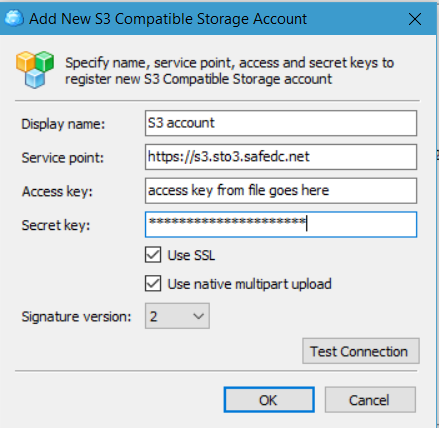 Add New S3 Compatible Storage Account
Specify name, service point, access and secret keys to
register new S3 Compatible Storage account
Display name: S3 account
Service point: https://s3.sto3.safedc.net
Access key: access key from file goes here
Secret key: *********************
Use SSL
Use native multipart upload
Signature version: 2
Test Connection
OK Cancel